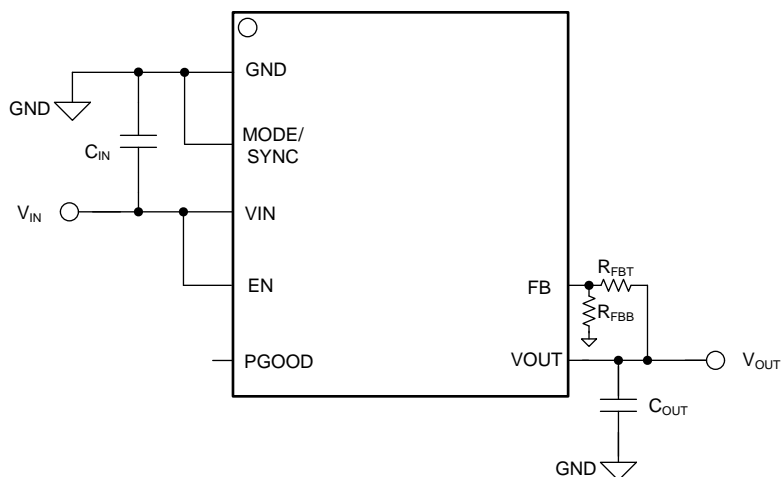 GND
GND
MODE/
SYNC
C_IN
V_IN
VIN
EN
FB
R_FBT
R_FBB
PGOOD
VOUT
V_OUT
C_OUT
GND